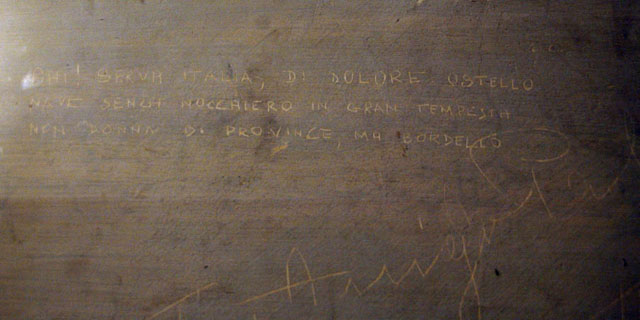 AHI! SERVA ITALIA, DI DOLORE OSTELLO
NAVE SENZA NOCCHIERO IN GRAN TEMPESTA
NON DONNA DI PROVINCE, MA BORDELLO